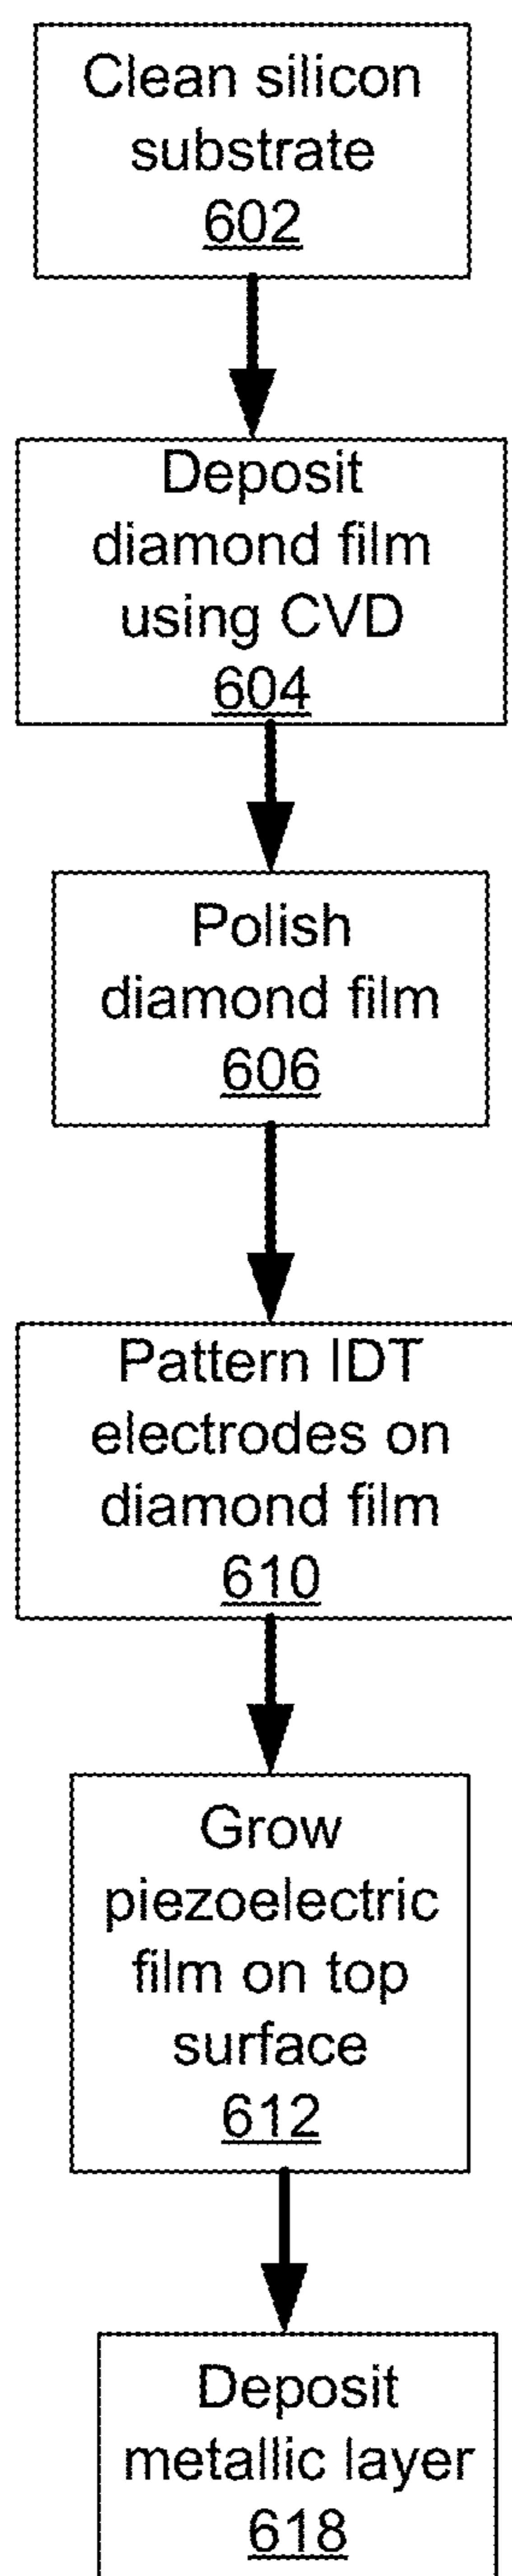 Clean silicon
substrate
602
Deposit
diamond film
using CVD
604
Polish
diamond film
606
Pattern IDT
electrodes on
diamond film
610
Grow
piezoelectric
film on top
surface
612
Deposit
metallic layer
618